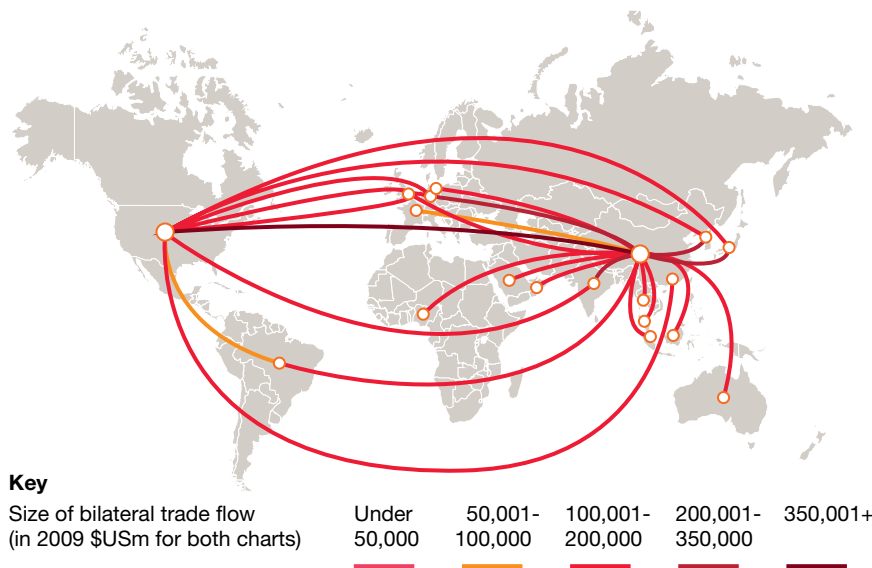 Key
Size of bilateral trade flow
(in 2009 $USm for both charts)
Under
50,000
50,001-
100,000
100,001-
200,000
200,001-
350,000
350,001+